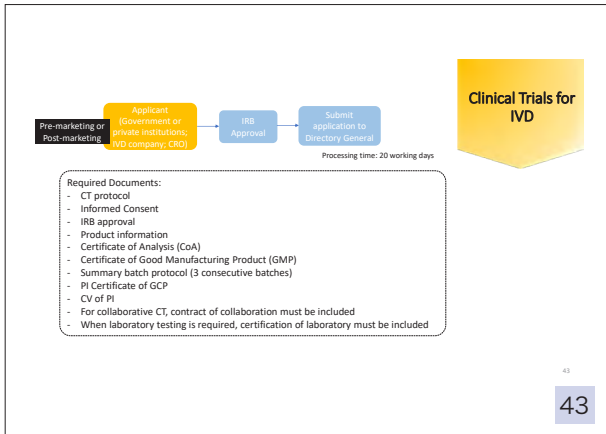 Clinical Trials for
IVD
Pre-marketing or
Post-marketing
Applicant
(Government or
private institutions;
IVD company; CRO)
IRB
Approval
Submit
application to
Directory General
Processing time: 20 working days
Required Documents:
- CT protocol
- Informed Consent
- IRB approval
- Product information
- Certificate of Analysis (CoA)
- Certificate of Good Manufacturing Product (GMP)
- Summary batch protocol (3 consecutive batches)
- PI Certificate of GCP
- CV of PI
- For collaborative CT, contract of collaboration must be included
- When laboratory testing is required, certification of laboratory must be included
43
43